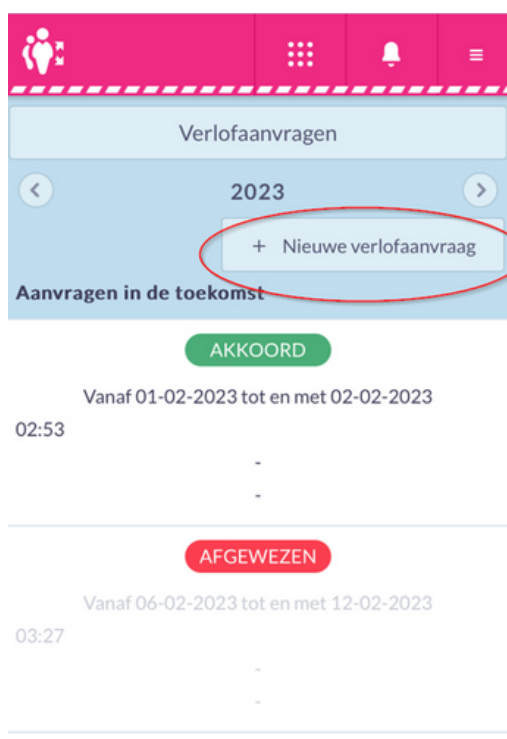 Verlofaanvragen
2023
+ Nieuwe verlofaanvraag
Aanvragen in de toekomst
AKKOORD
Vanaf 01-02-2023 tot en met 02-02-2023
02:53
-
-
AFGEWEZEN
Vanaf 06-02-2023 tot en met 12-02-2023
03:27
-
-